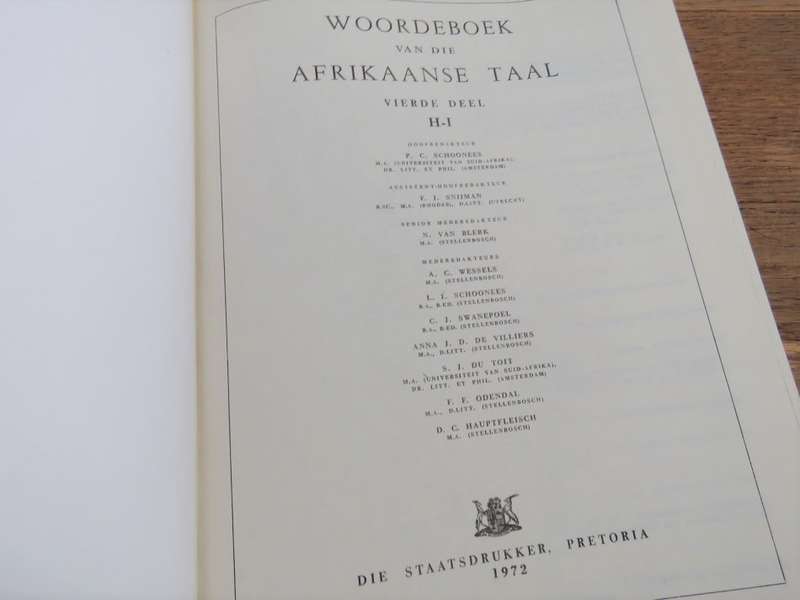 WOORDEBOEK
VAN DIE
AFRIKAANSE TAAL
VIERDE DEEL
H-I
HOOFREDAKTEUR
P. C. SCHOONEES
M.A. (UNIVERSITEIT VAN SUID-AFRIKA),
DR. LITT. ET PHIL. (AMSTERDAM)
ASSISTENT-HOOFREDAKTEUR
F. J. SNIJMAN
B.SC., M.A. (RHODES), D.LITT. (UTRECHT)
SENIOR MEDEREDAKTEUR
N. VAN BLERK
M.A. (STELLENBOSCH)
MEDEREDAKTEURS
A. C. WESSELS
M.A. (STELLENBOSCH)
L. I. SCHOONEES
B.A., B.ED. (STELLENBOSCH)
C. J. SWANEPOEL
B.A., B.ED. (STELLENBOSCH)
ANNA J. D. DE VILLIERS
M.A., D.LITT. (STELLENBOSCH)
S. J. DU TOIT
M.A. (UNIVERSITEIT VAN SUID-AFRIKA),
DR. LITT. ET PHIL. (AMSTERDAM)
F. F. ODENDAL
M.A., D.LITT. (STELLENBOSCH)
D. C. HAUPTFLEISCH
M.A. (STELLENBOSCH)
DIE STAATSDRUKKER, PRETORIA
1972